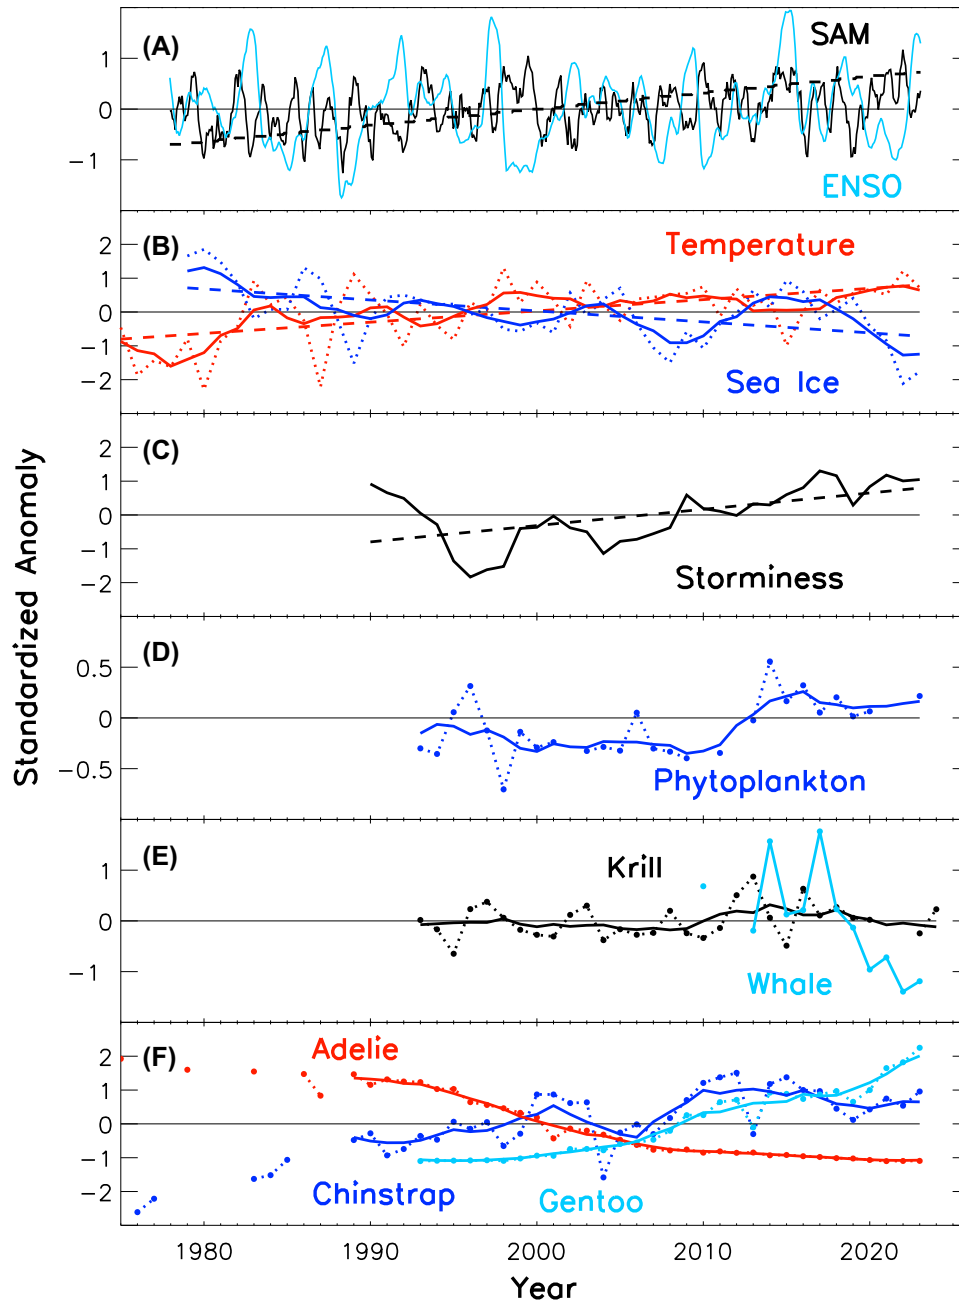 (A)
SAM
1
0
−1
ENSO
(B)
Temperature
2
1
0
−1
−2
Sea Ice
(C)
2
1
0
−1
−2
Storminess
Standardized Anomaly
(D)
0.5
0
−0.5
Phytoplankton
(E)
Krill
1
0
−1
Whale
(F)
Adelie
2
1
0
−1
−2
Chinstrap
Gentoo
1980
1990
2000
2010
2020
Year